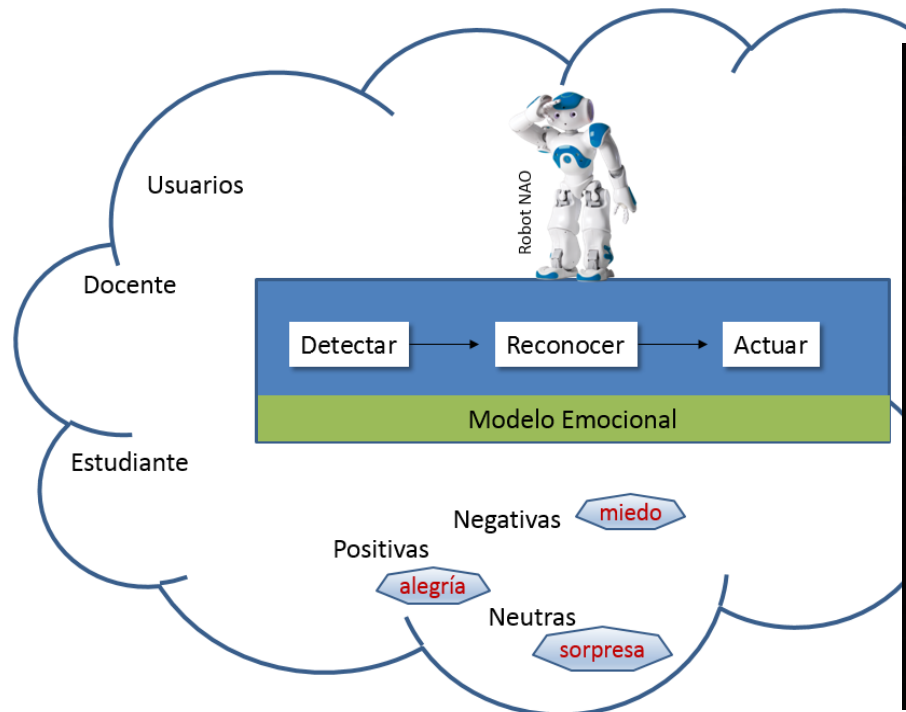 Usuarios
Robot NAO
Docente
Detectar
Reconocer
Actuar
Modelo Emocional
Estudiante
Negativas
miedo
Positivas
alegría
Neutras
sorpresa